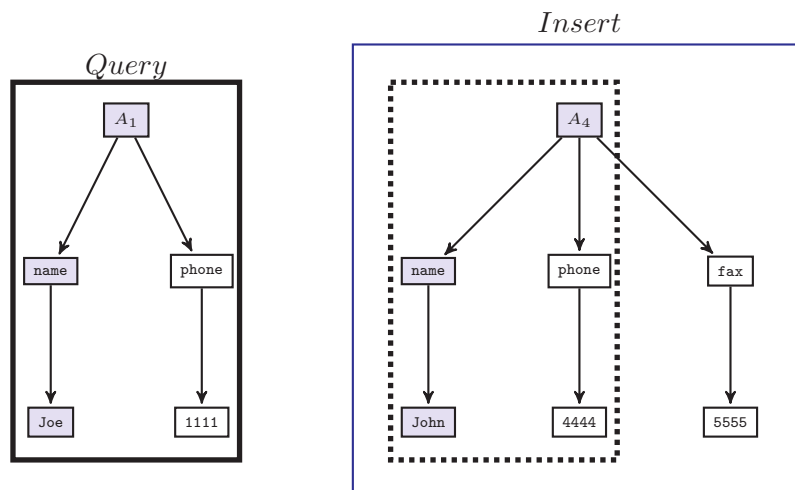 Insert
Query
A₁
A₄
name
phone
name
phone
fax
Joe
1111
John
4444
5555